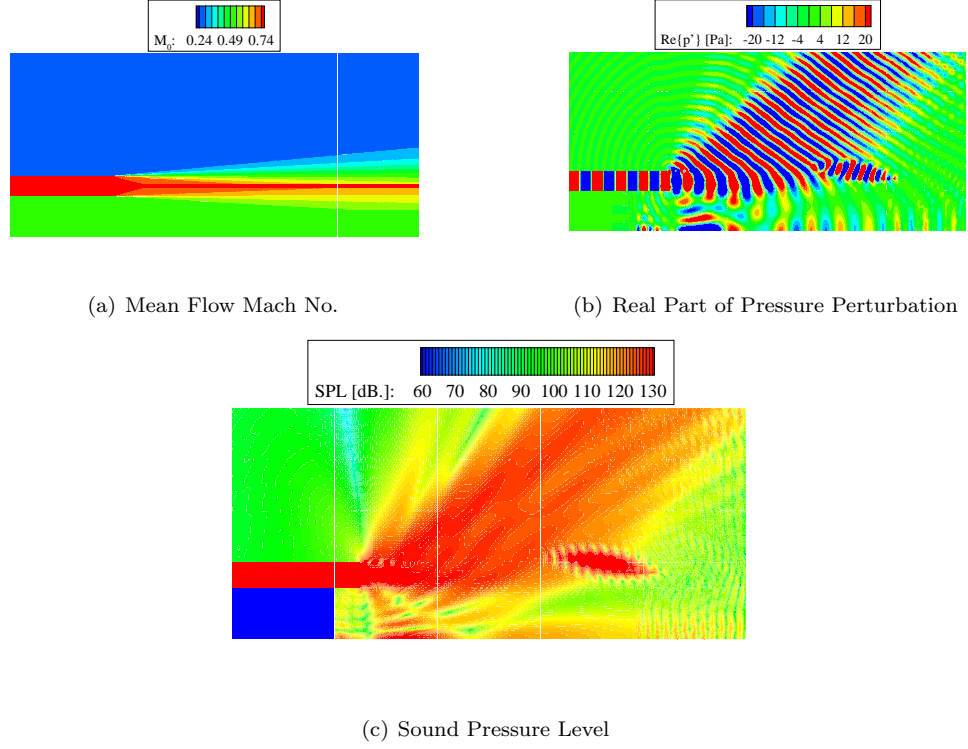 M₀: 0.24 0.49 0.74
Re{p'} [Pa]: -20 -12 -4 4 12 20
(a) Mean Flow Mach No.
(b) Real Part of Pressure Perturbation
SPL [dB.]: 60 70 80 90 100 110 120 130
(c) Sound Pressure Level